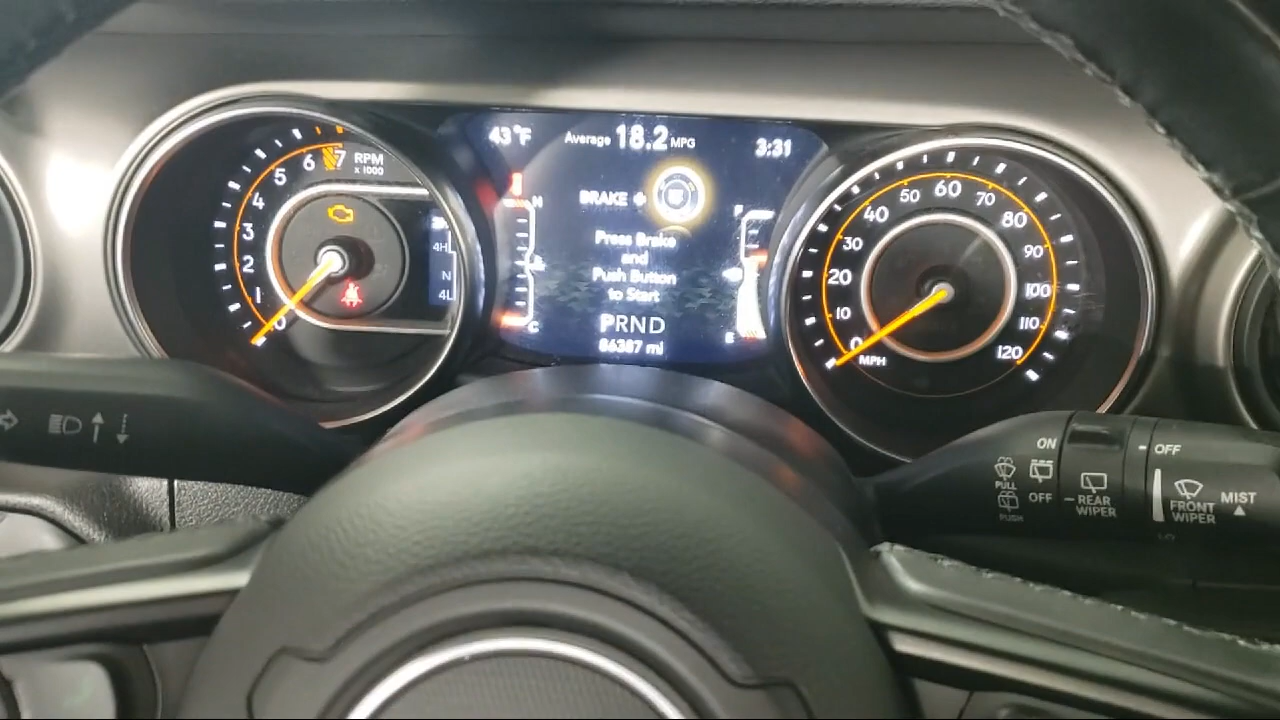 43°F
Average 18.2 MPG
3:31
BRAKE +
Press Brake
and
Push Button
to Start
PRND
86387 mi
H
C
F
E
RPM
x 1000
0
1
2
3
4
5
6
7
4H
N
4L
0
10
20
30
40
50
60
70
80
90
100
110
120
MPH
ON
OFF
PULL
PUSH
REAR
WIPER
OFF
FRONT
WIPER
MIST
LO